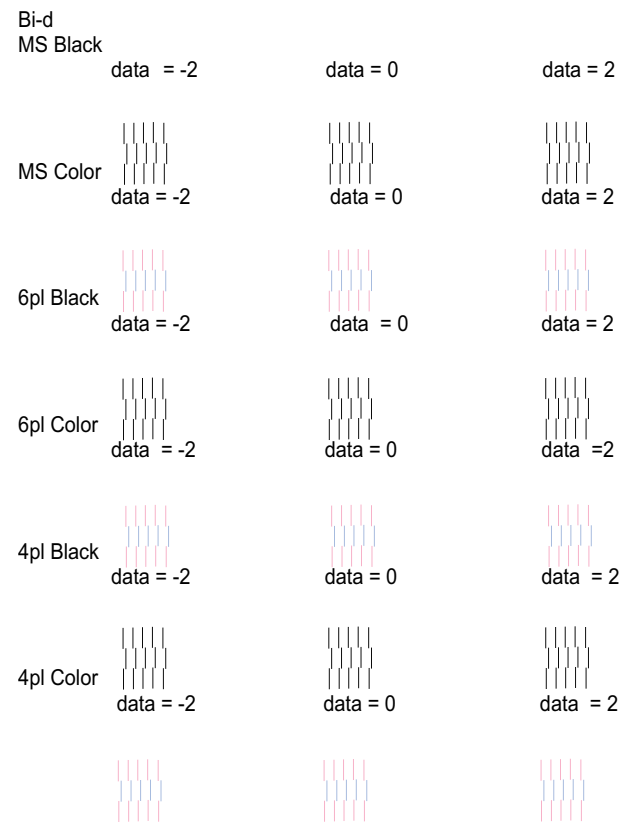 Bi-d
MS Black
data = -2 data = 0 data = 2
MS Color
data = -2 data = 0 data = 2
6pl Black
data = -2 data = 0 data = 2
6pl Color
data = -2 data = 0 data =2
4pl Black
data = -2 data = 0 data = 2
4pl Color
data = -2 data = 0 data = 2